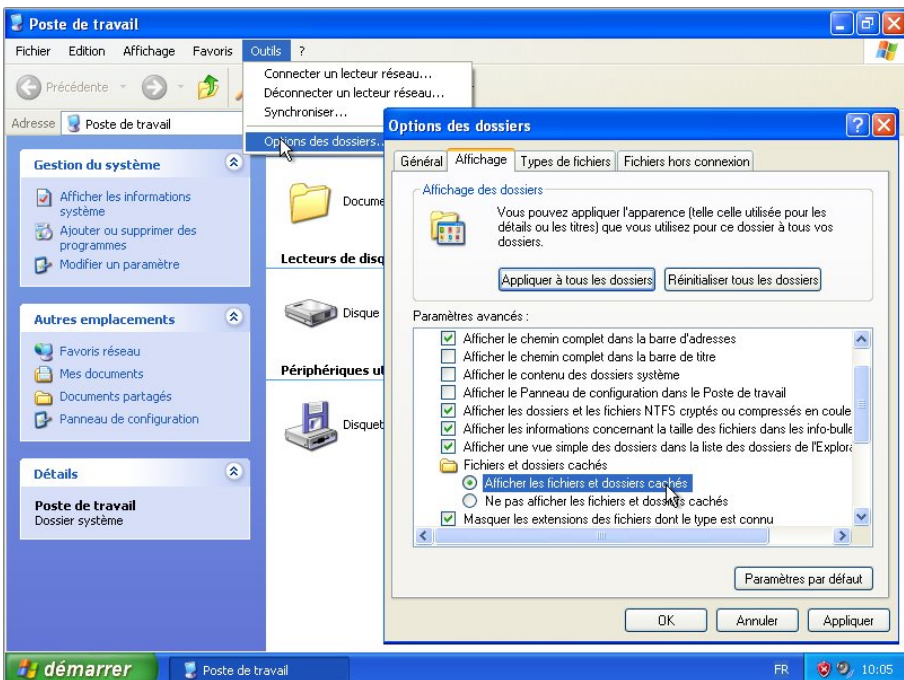 Poste de travail
Fichier Edition Affichage Favoris Outils ?
Précédente
Connecter un lecteur réseau...
Déconnecter un lecteur réseau...
Synchroniser...
Options des dossiers...
Adresse Poste de travail
Gestion du système
Afficher les informations
système
Ajouter ou supprimer des
programmes
Modifier un paramètre
Autres emplacements
Favoris réseau
Mes documents
Documents partagés
Panneau de configuration
Détails
Poste de travail
Dossier système
Docume
Lecteurs de disq
Disque
Périphériques ut
Disquet
Options des dossiers
Général Affichage Types de fichiers Fichiers hors connexion
Affichage des dossiers
Vous pouvez appliquer l'apparence (telle celle utilisée pour les
détails ou les titres) que vous utilisez pour ce dossier à tous vos
dossiers.
Appliquer à tous les dossiers Réinitialiser tous les dossiers
Paramètres avancés :
Afficher le chemin complet dans la barre d'adresses
Afficher le chemin complet dans la barre de titre
Afficher le contenu des dossiers système
Afficher le Panneau de configuration dans le Poste de travail
Afficher les dossiers et les fichiers NTFS cryptés ou compressés en coule
Afficher les informations concernant la taille des fichiers dans les info-bulle
Afficher une vue simple des dossiers dans la liste des dossiers de l'Explora
Fichiers et dossiers cachés
Afficher les fichiers et dossiers cachés
Ne pas afficher les fichiers et dossiers cachés
Masquer les extensions des fichiers dont le type est connu
Paramètres par défaut
OK Annuler Appliquer
démarrer Poste de travail FR 10:05